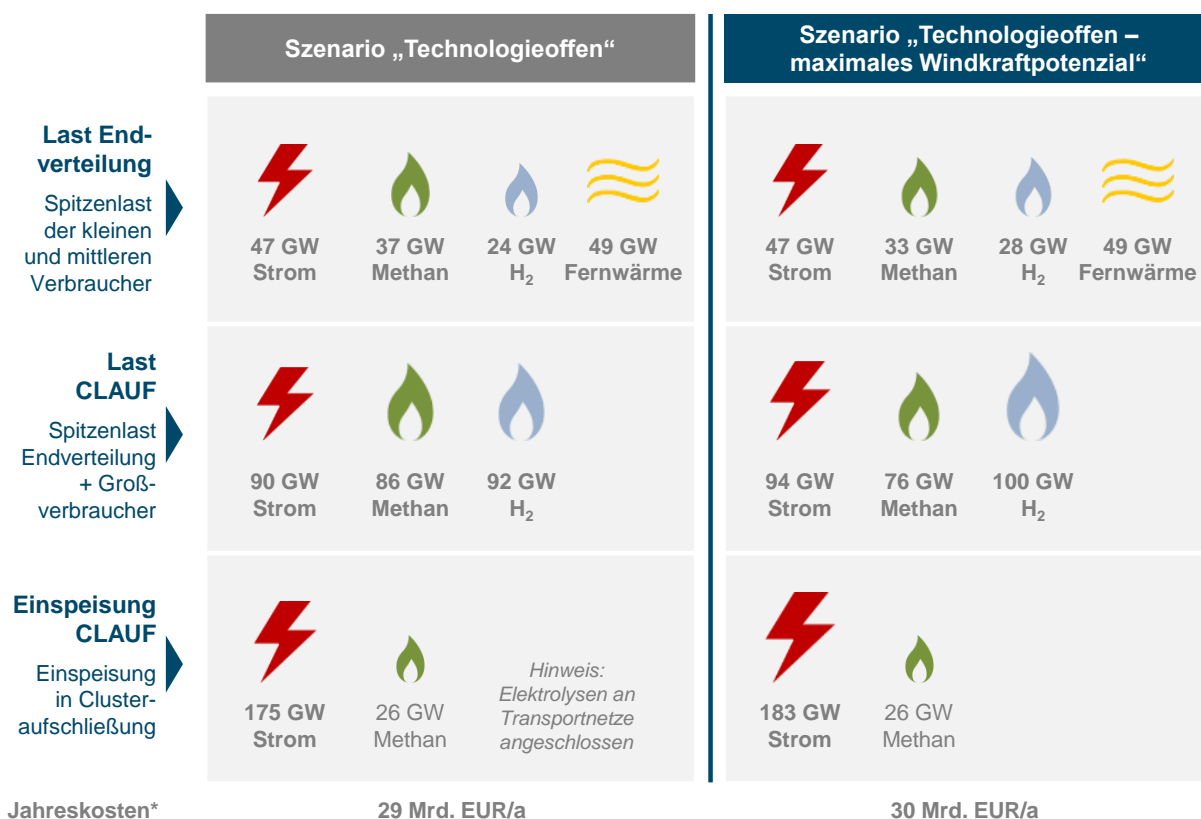 Szenario „Technologieoffen“
Szenario „Technologieoffen –
maximales Windkraftpotenzial“
Last End-
verteilung
Spitzenlast
der kleinen
und mittleren
Verbraucher
47 GW
Strom
37 GW
Methan
24 GW
H2
49 GW
Fernwärme
47 GW
Strom
33 GW
Methan
28 GW
H2
49 GW
Fernwärme
Last
CLAUF
Spitzenlast
Endverteilung
+ Groß-
verbraucher
90 GW
Strom
86 GW
Methan
92 GW
H2
94 GW
Strom
76 GW
Methan
100 GW
H2
Einspeisung
CLAUF
Einspeisung
in Cluster-
aufschließung
175 GW
Strom
26 GW
Methan
Hinweis:
Elektrolysen an
Transportnetze
angeschlossen
183 GW
Strom
26 GW
Methan
Jahreskosten*
29 Mrd. EUR/a
30 Mrd. EUR/a